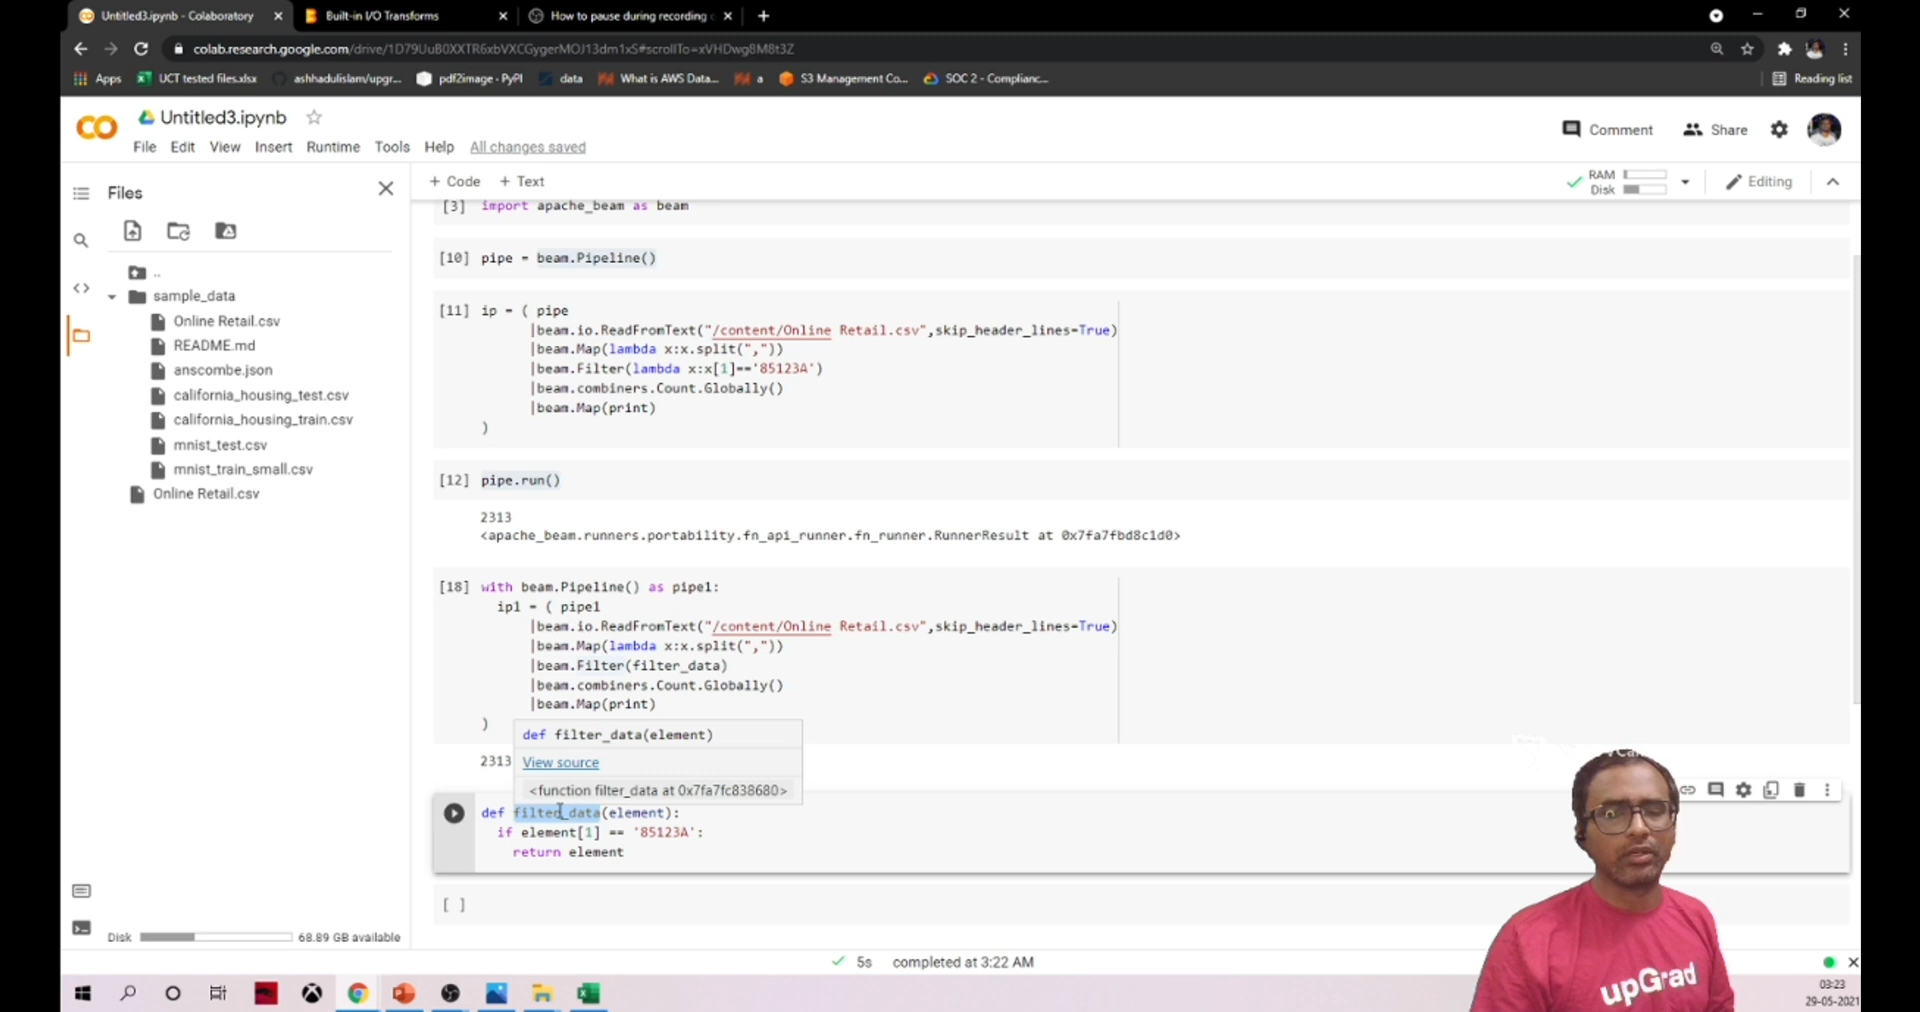 Untitled3.ipynb - Colaboratory
Built-in I/O Transforms
How to pause during recording
colab.research.google.com/drive/1D79UuB0XXTR6xbVXCGygerMOJ13dm1xS#scrollTo=xVHDwg8M8t3Z
Apps
UCT tested files.xlsx
ashhadulislam/upgr...
pdf2image · PyPI
data
What is AWS Data...
a
S3 Management Co...
SOC 2 - Complianc...
Reading list
CO
Untitled3.ipynb
Comment
Share
File Edit View Insert Runtime Tools Help All changes saved
Files
+ Code + Text
RAM
Disk
Editing
..
sample_data
Online Retail.csv
README.md
anscombe.json
california_housing_test.csv
california_housing_train.csv
mnist_test.csv
mnist_train_small.csv
Online Retail.csv
Disk
68.89 GB available
[3] import apache_beam as beam
[10] pipe = beam.Pipeline()
[11] ip = ( pipe
|beam.io.ReadFromText("/content/Online Retail.csv",skip_header_lines=True)
|beam.Map(lambda x:x.split(","))
|beam.Filter(lambda x:x[1]=='85123A')
|beam.combiners.Count.Globally()
|beam.Map(print)
)
[12] pipe.run()
2313
<apache_beam.runners.portability.fn_api_runner.fn_runner.RunnerResult at 0x7fa7fbd8c1d0>
[18] with beam.Pipeline() as pipe1:
ip1 = ( pipe1
|beam.io.ReadFromText("/content/Online Retail.csv",skip_header_lines=True)
|beam.Map(lambda x:x.split(","))
|beam.Filter(filter_data)
|beam.combiners.Count.Globally()
|beam.Map(print)
)
def filter_data(element)
View source
<function filter_data at 0x7fa7fc838680>
2313
def filter_data(element):
if element[1] == '85123A':
return element
[ ]
5s completed at 3:22 AM
upGrad
03:23
29-05-2021